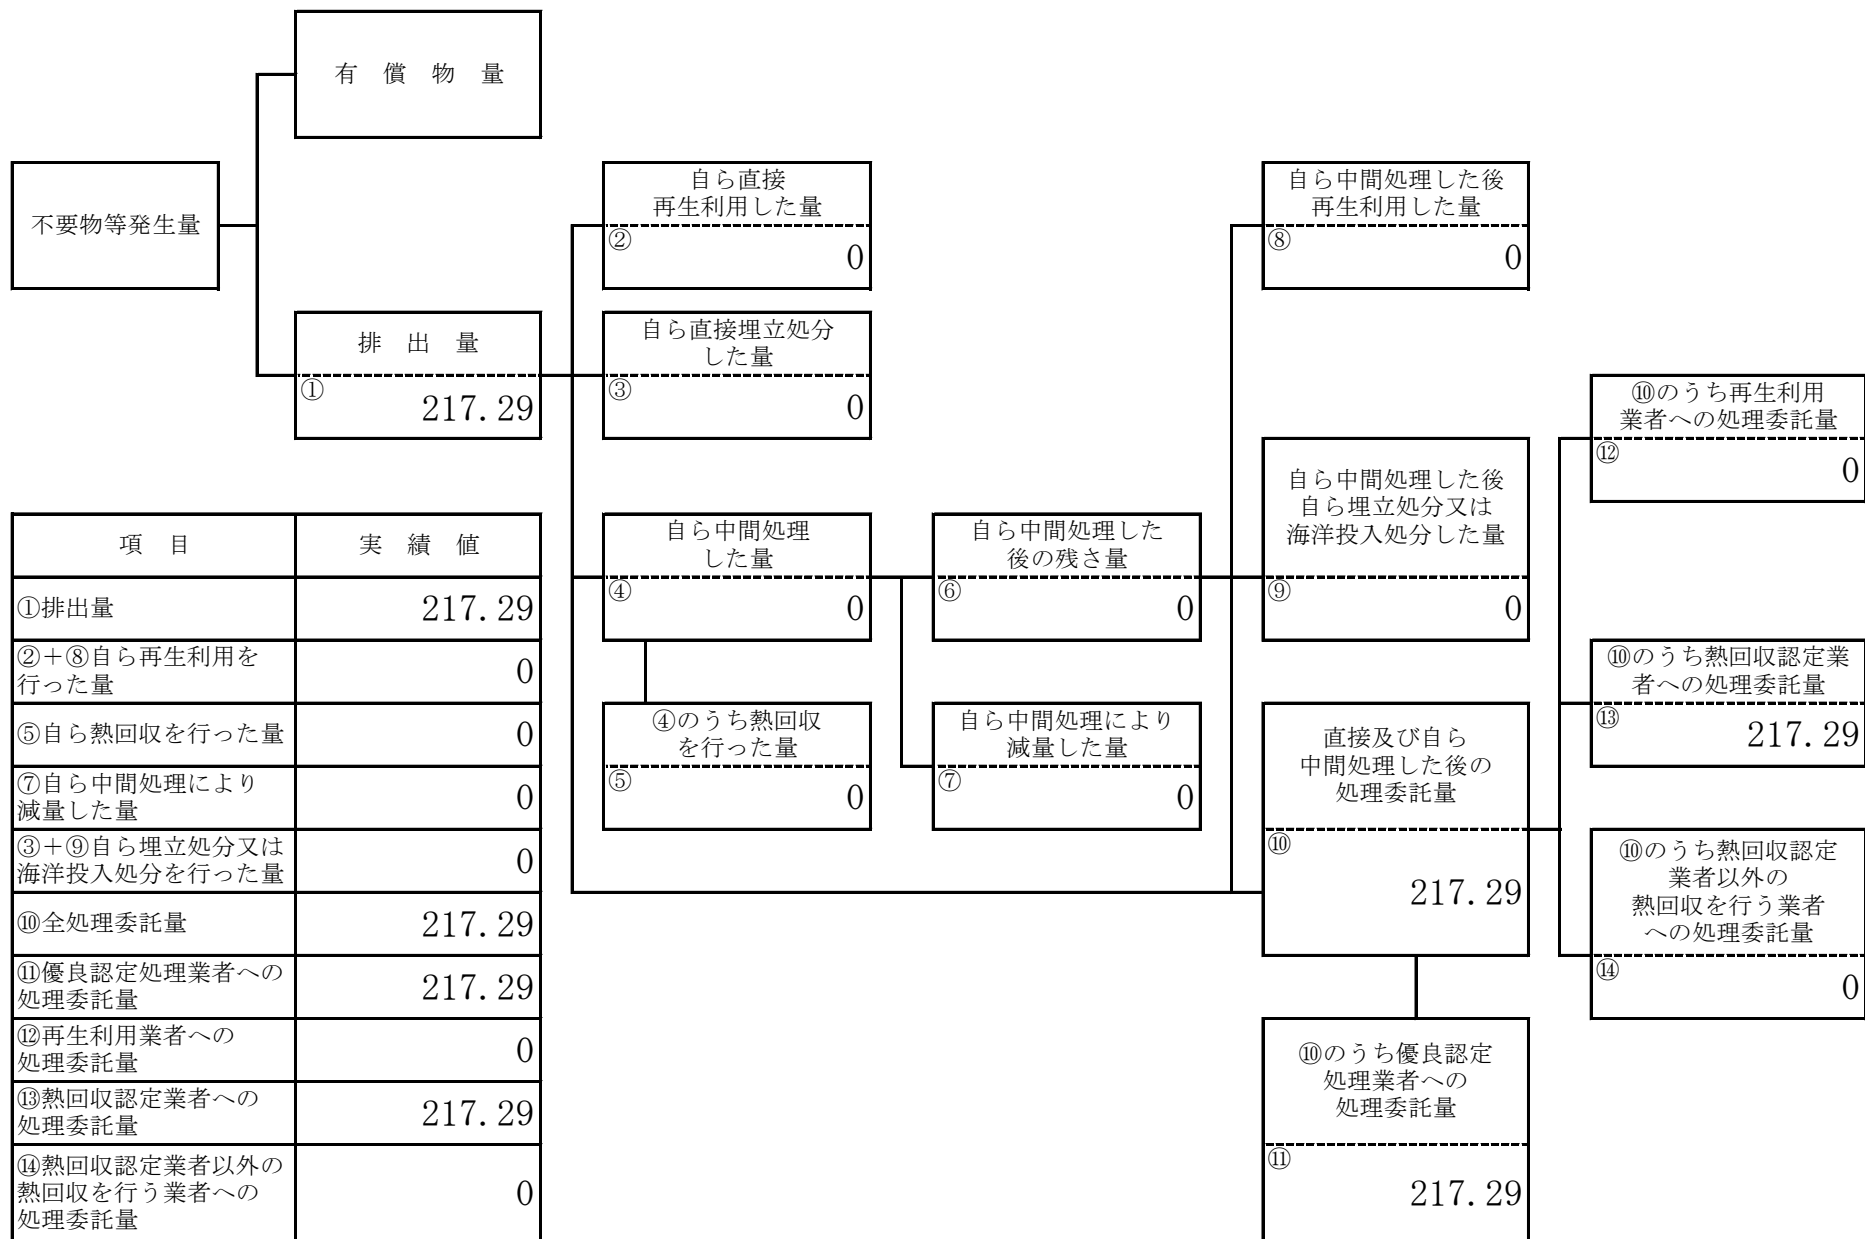 有償物量
不要物等発生量
排出量
①
217.29
自ら直接
再生利用した量
②
0
自ら直接埋立処分
した量
③
0
自ら中間処理
した量
④
0
④のうち熱回収
を行った量
⑤
0
自ら中間処理した
後の残さ量
⑥
0
自ら中間処理により
減量した量
⑦
0
自ら中間処理した後
再生利用した量
⑧
0
自ら中間処理した後
自ら埋立処分又は
海洋投入処分した量
⑨
0
直接及び自ら
中間処理した後の
処理委託量
⑩
217.29
⑩のうち優良認定
処理業者への
処理委託量
⑪
217.29
⑩のうち再生利用
業者への処理委託量
⑫
0
⑩のうち熱回収認定業
者への処理委託量
⑬
217.29
⑩のうち熱回収認定
業者以外の
熱回収を行う業者
への処理委託量
⑭
0
項目 実績値
①排出量 217.29
②＋⑧自ら再生利用を
行った量 0
⑤自ら熱回収を行った量 0
⑦自ら中間処理により
減量した量 0
③＋⑨自ら埋立処分又は
海洋投入処分を行った量 0
⑩全処理委託量 217.29
⑪優良認定処理業者への
処理委託量 217.29
⑫再生利用業者への
処理委託量 0
⑬熱回収認定業者への
処理委託量 217.29
⑭熱回収認定業者以外の
熱回収を行う業者への
処理委託量 0